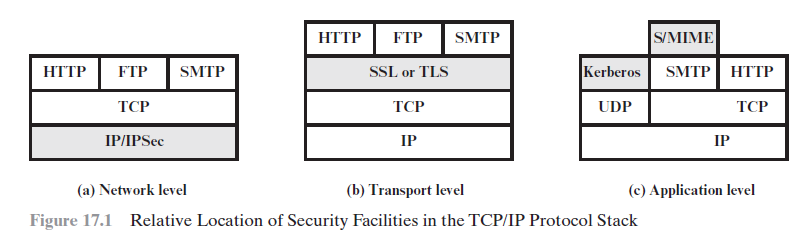 HTTP FTP SMTP
TCP
IP/IPSec
(a) Network level
HTTP FTP SMTP
SSL or TLS
TCP
IP
(b) Transport level
S/MIME
Kerberos SMTP HTTP
UDP TCP
IP
(c) Application level
Figure 17.1 Relative Location of Security Facilities in the TCP/IP Protocol Stack